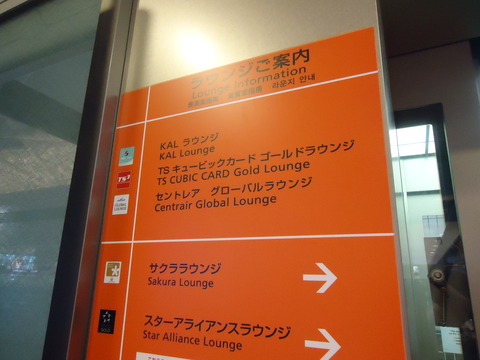 ラウンジご案内
Lounge Information
라운지 안내
KAL ラウンジ
KAL Lounge
TS キュービックカード ゴールドラウンジ
TS CUBIC CARD Gold Lounge
セントレア グローバルラウンジ
Centrair Global Lounge
サクララウンジ
Sakura Lounge
スターアライアンスラウンジ
Star Alliance Lounge